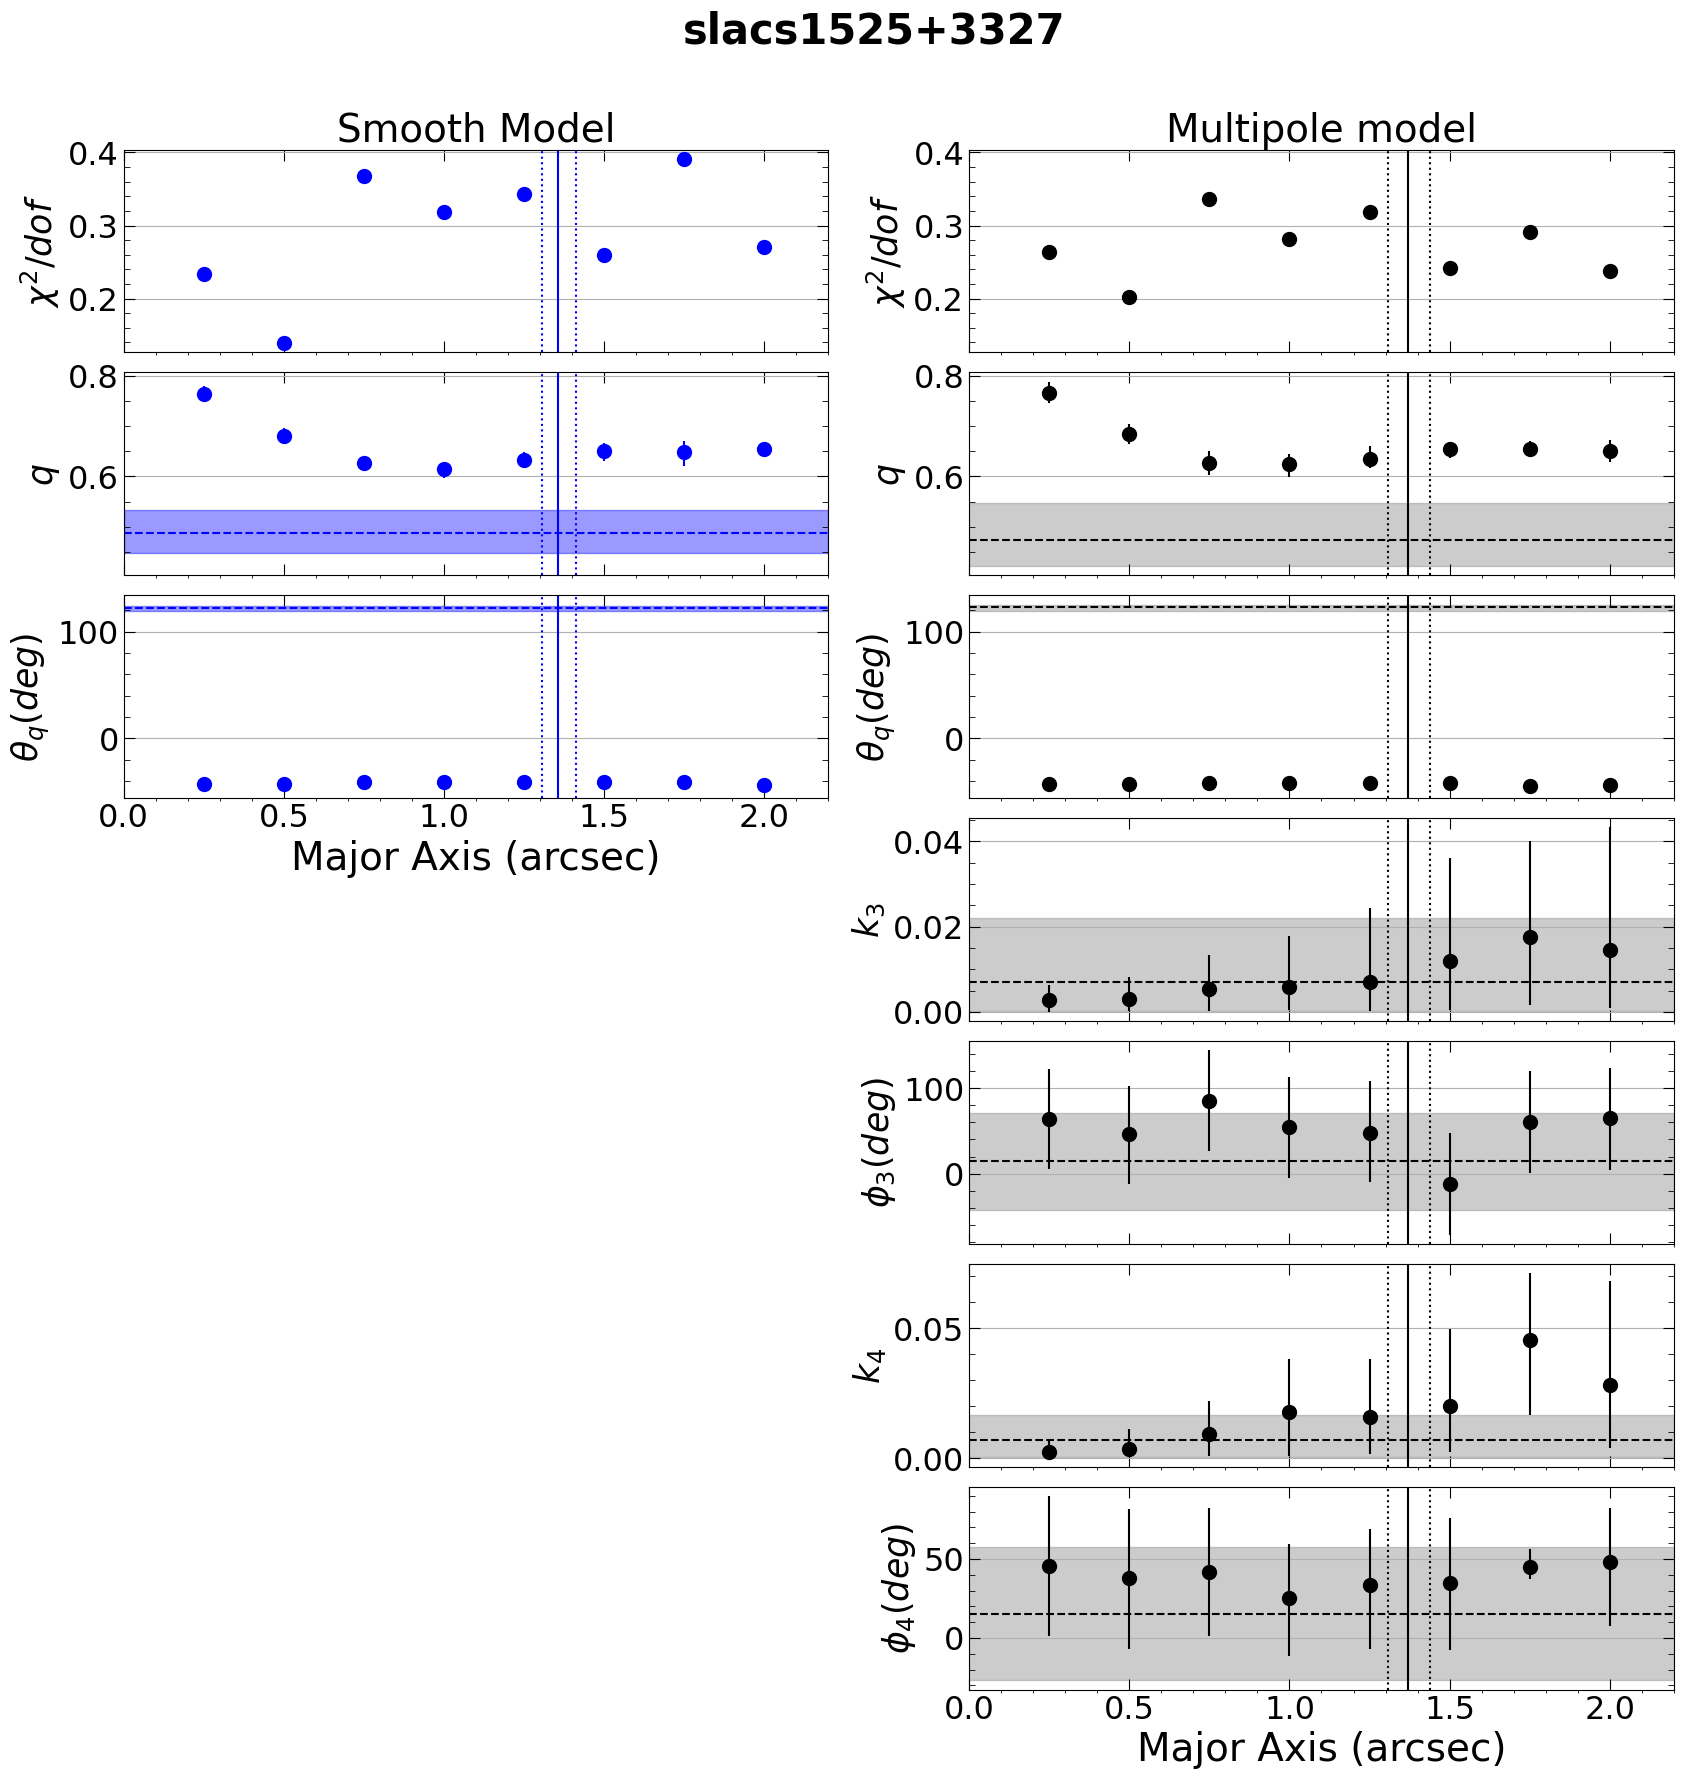 slacs1525+3327
Smooth Model
0.4
0.3
0.2
χ²/dof
0.8
0.6
q
100
0
θ_q(deg)
0.0 0.5 1.0 1.5 2.0
Major Axis (arcsec)
Multipole model
0.4
0.3
0.2
χ²/dof
0.8
0.6
q
100
0
θ_q(deg)
0.04
0.02
0.00
k₃
100
0
ϕ₃(deg)
0.05
0.00
k₄
50
0
ϕ₄(deg)
0.0 0.5 1.0 1.5 2.0
Major Axis (arcsec)